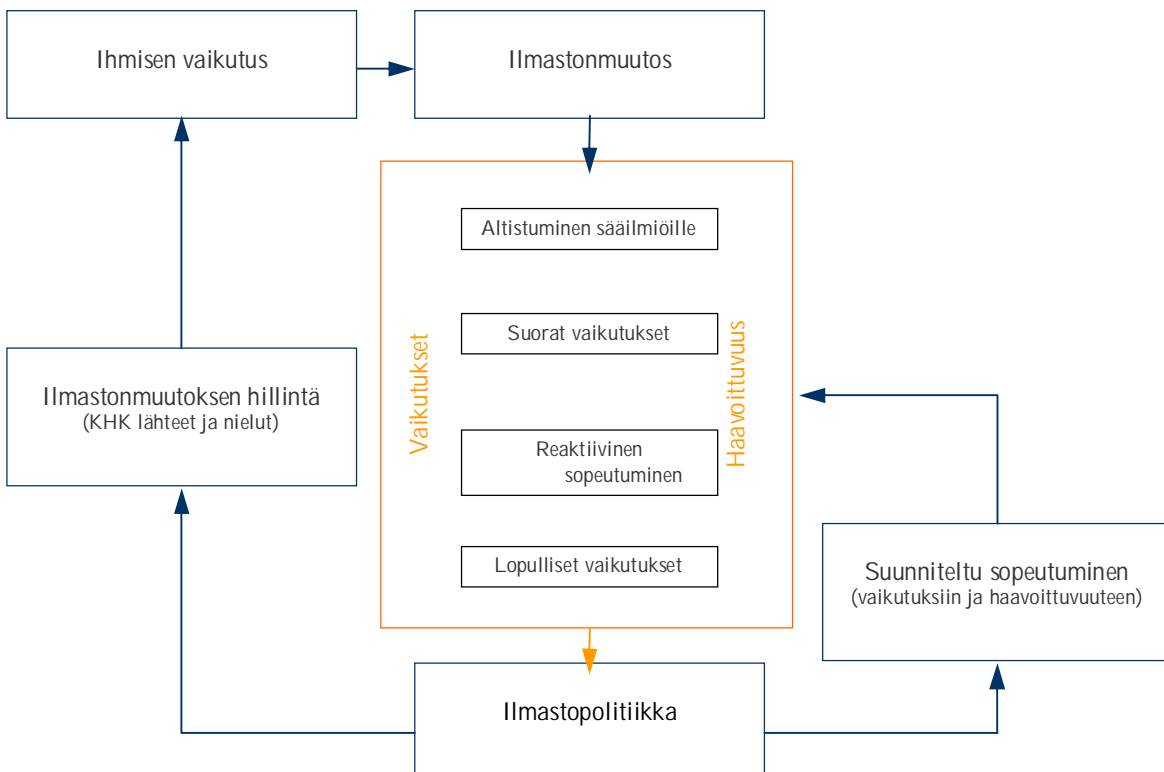 Ihmisen vaikutus
Ilmastonmuutos
Altistuminen sääilmiöille
Suorat vaikutukset
Vaikutukset
Haavoittuvuus
Ilmastonmuutoksen hillintä
(KHK lähteet ja nielut)
Reaktiivinen
sopeutuminen
Lopulliset vaikutukset
Suunniteltu sopeutuminen
(vaikutuksiin ja haavoittuvuuteen)
Ilmastopolitiikka